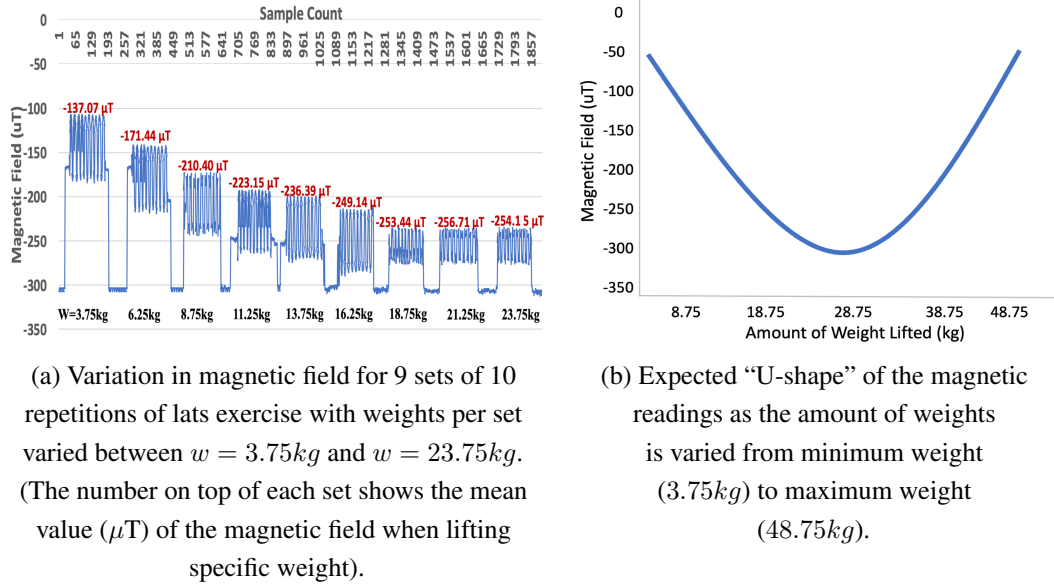 Sample Count
0
-50
-100
-150
-200
-250
-300
-350
Magnetic Field (uT)
1
65
129
193
257
321
385
449
513
577
641
705
769
833
897
961
1025
1089
1153
1217
1281
1345
1409
1473
1537
1601
1665
1729
1793
1857
-137.07 μT
-171.44 μT
-210.40 μT
-223.15 μT
-236.39 μT
-249.14 μT
-253.44 μT
-256.71 μT
-254.1 5 μT
W=3.75kg 6.25kg 8.75kg 11.25kg 13.75kg 16.25kg 18.75kg 21.25kg 23.75kg
(a) Variation in magnetic field for 9 sets of 10
repetitions of lats exercise with weights per set
varied between w = 3.75kg and w = 23.75kg.
(The number on top of each set shows the mean
value (μT) of the magnetic field when lifting
specific weight).
0
-50
-100
-150
-200
-250
-300
-350
Magnetic Field (uT)
8.75 18.75 28.75 38.75 48.75
Amount of Weight Lifted (kg)
(b) Expected “U-shape” of the magnetic
readings as the amount of weights
is varied from minimum weight
(3.75kg) to maximum weight
(48.75kg).